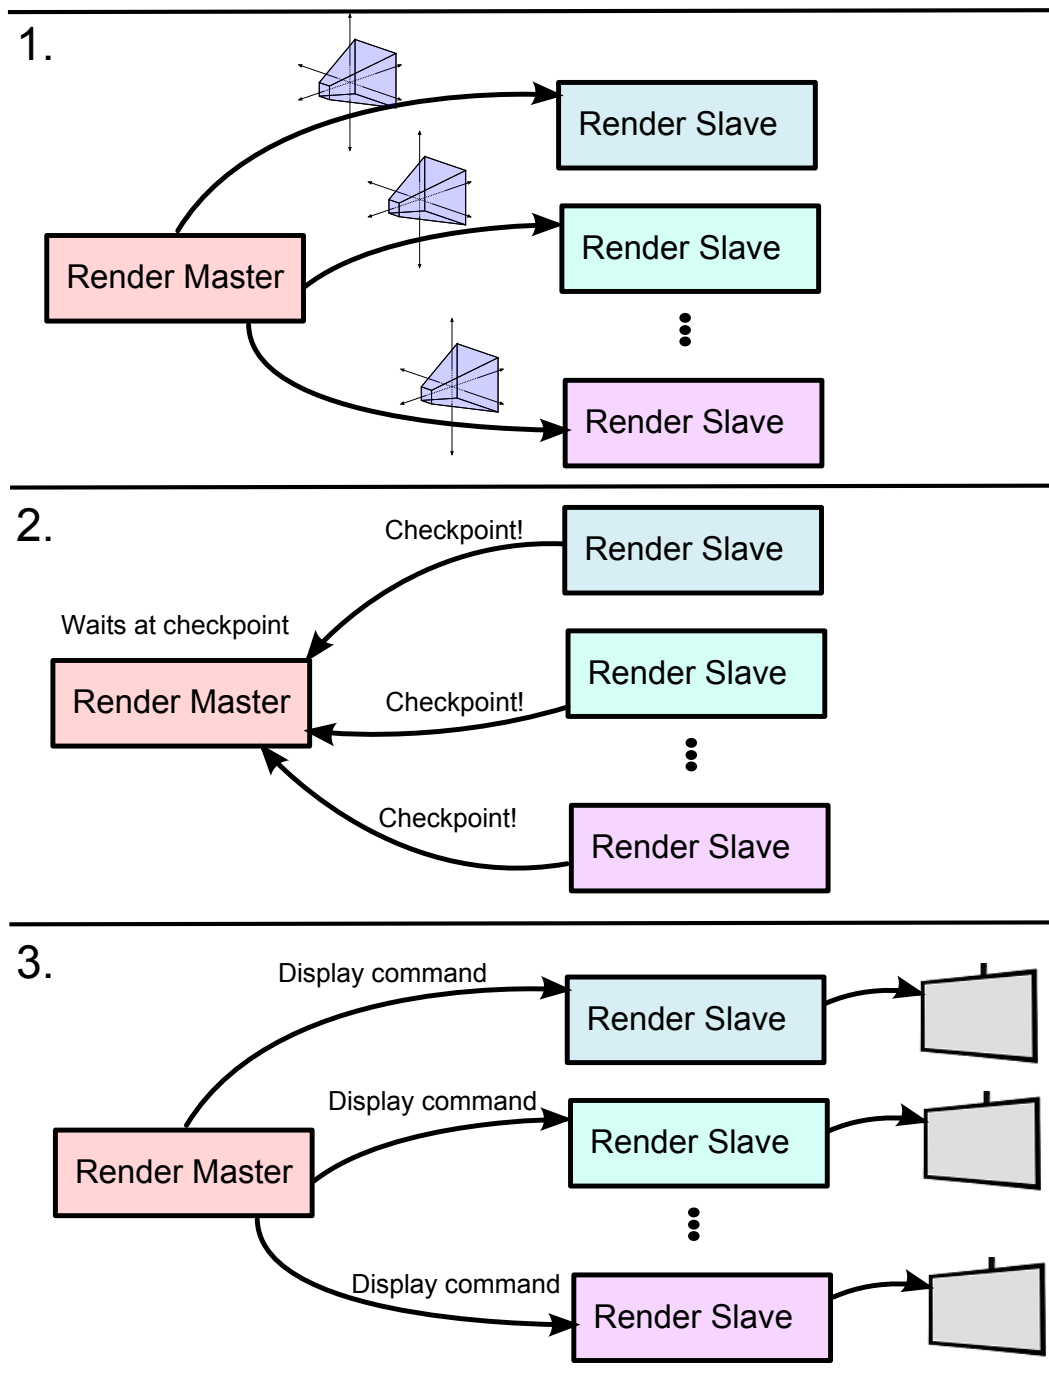 1.
Render Slave
Render Slave
Render Master
Render Slave
2.
Checkpoint!
Render Slave
Waits at checkpoint
Render Master
Checkpoint!
Render Slave
Checkpoint!
Render Slave
3.
Display command
Render Slave
Display command
Render Slave
Render Master
Display command
Render Slave